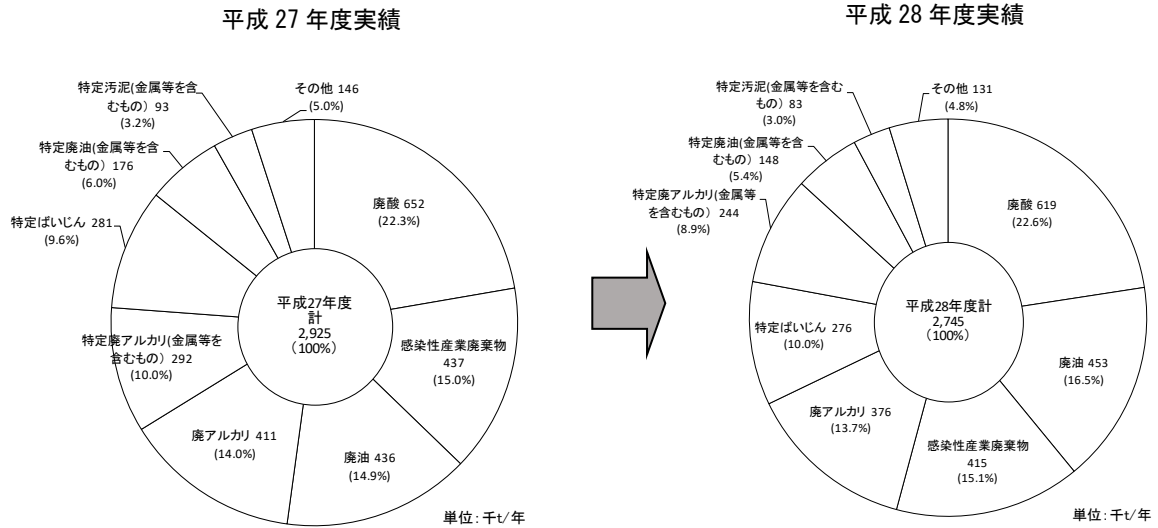 平成 27 年度実績
特定汚泥(金属等を含
むもの) 93
(3.2%)
その他 146
(5.0%)
特定廃油(金属等を含
むもの) 176
(6.0%)
特定ばいじん 281
(9.6%)
特定廃アルカリ(金属等を
含むもの) 292
(10.0%)
廃アルカリ 411
(14.0%)
廃油 436
(14.9%)
感染性産業廃棄物
437
(15.0%)
廃酸 652
(22.3%)
平成27年度
計
2,925
(100%)
単位:千t/年
平成 28 年度実績
特定汚泥(金属等を含む
もの) 83
(3.0%)
その他 131
(4.8%)
特定廃油(金属等を含
むもの) 148
(5.4%)
特定廃アルカリ(金属等
を含むもの) 244
(8.9%)
特定ばいじん 276
(10.0%)
廃アルカリ 376
(13.7%)
感染性産業廃棄物
415
(15.1%)
廃油 453
(16.5%)
廃酸 619
(22.6%)
平成28年度計
2,745
(100%)
単位:千t/年